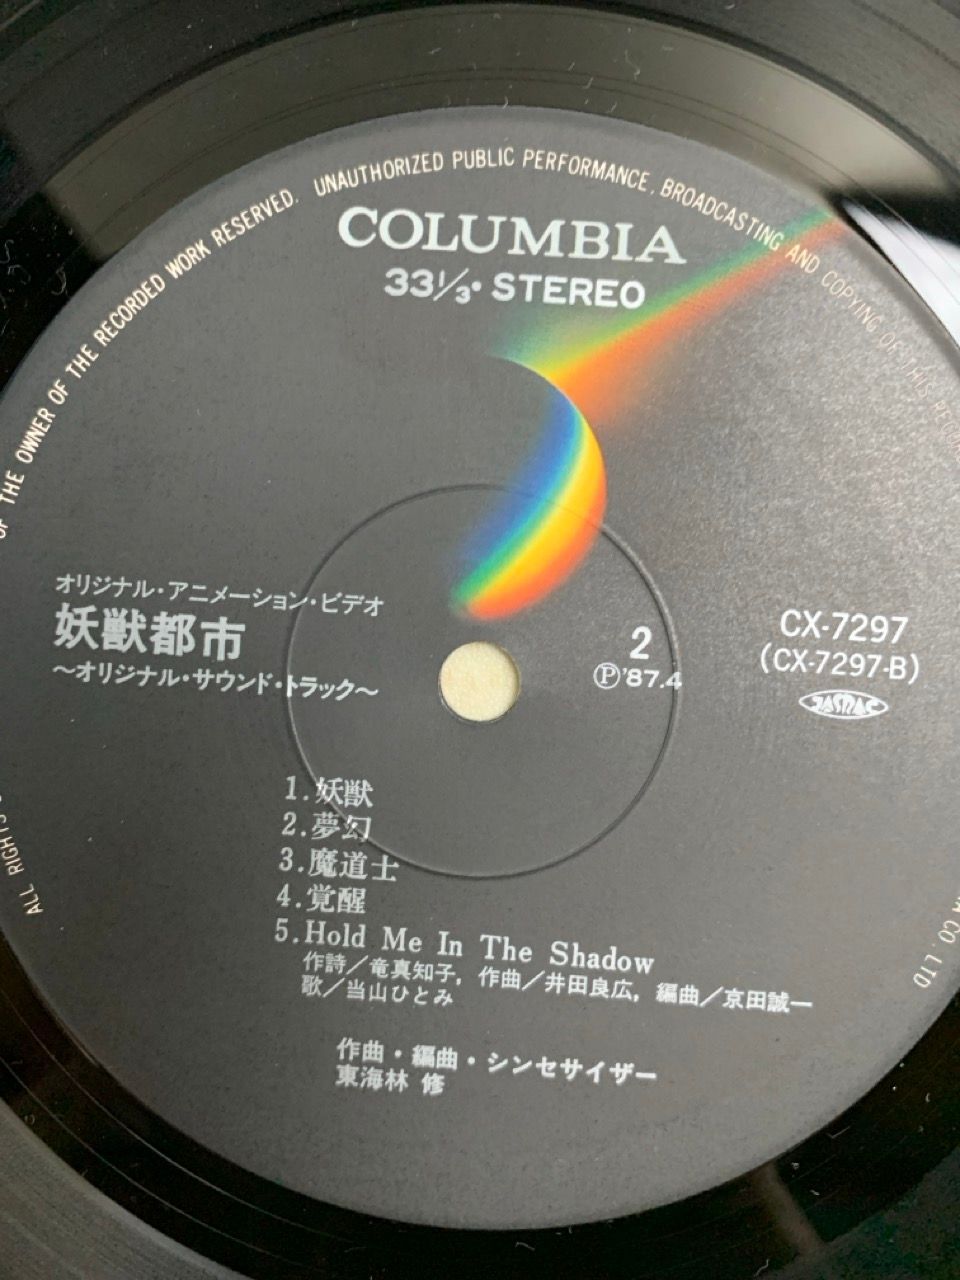 ALL RIGHTS OF THE OWNER OF THE RECORDED WORK RESERVED. UNAUTHORIZED PUBLIC PERFORMANCE, BROADCASTING AND COPYING OF THIS RECORD
CO., LTD
COLUMBIA
33 1/3・STEREO
オリジナル・アニメーション・ビデオ
妖獣都市
〜オリジナル・サウンド・トラック〜
2
Ⓟ'87.4
CX-7297
(CX-7297-B)
JASRAC
1.妖獣
2.夢幻
3.魔道士
4.覚醒
5.Hold Me In The Shadow
作詩/竜真知子, 作曲/井田良広, 編曲/京田誠一
歌/当山ひとみ
作曲・編曲・シンセサイザー
東海林 修